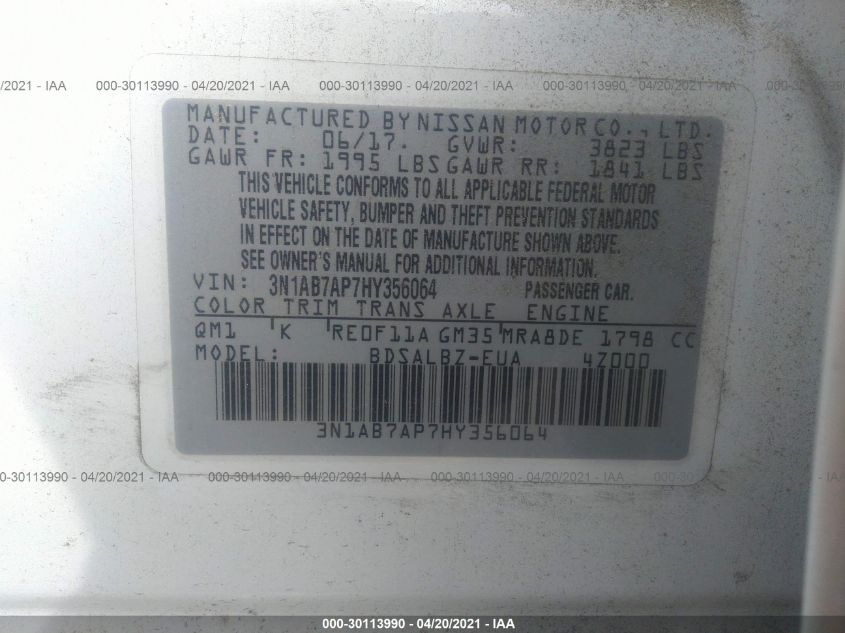 /2021 - IAA 000-30113990 - 04/20/2021 - IAA 000-30113990 - 04/20/2021 - IAA 000-30113990 - 04/20/2021 - IAA 000-30
MANUFACTURED BY NISSAN MOTOR CO., LTD.
DATE: 06/17. GVWR: 3823 LBS
GAWR FR: 1995 LBS GAWR RR: 1841 LBS
THIS VEHICLE CONFORMS TO ALL APPLICABLE FEDERAL MOTOR
VEHICLE SAFETY, BUMPER AND THEFT PREVENTION STANDARDS
IN EFFECT ON THE DATE OF MANUFACTURE SHOWN ABOVE.
SEE OWNER'S MANUAL FOR ADDITIONAL INFORMATION.
VIN: 3N1AB7AP7HY356064 PASSENGER CAR.
COLOR TRIM TRANS AXLE ENGINE
QM1 K RE0F11A GM35 MRA8DE 1798 CC
MODEL: BDSALBZ-EUA 4Z000
3N1AB7AP7HY356064
30113990 - 04/20/2021 - IAA 000-30113990 - 04/20/2021 - IAA 000-30113990 - 04/20/2021 - IAA 000-30113990 - 04/20/2021
000-30113990 - 04/20/2021 - IAA